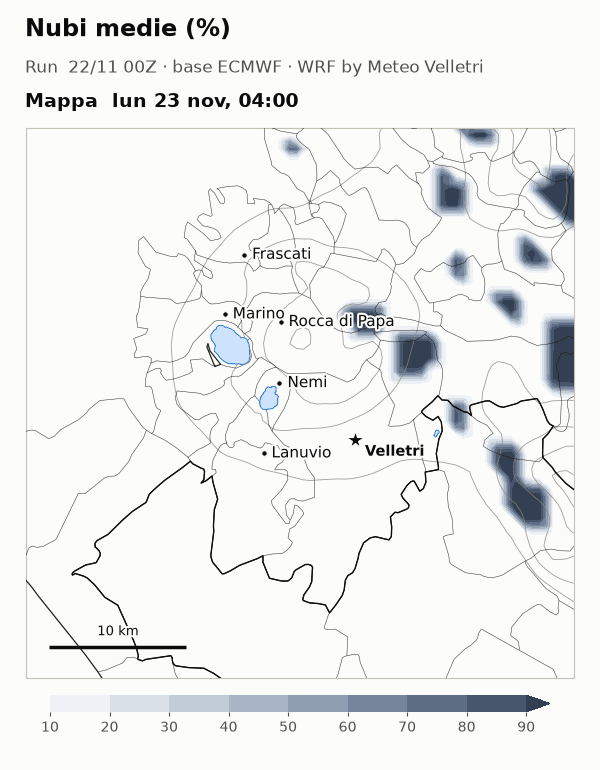 Nubi medie (%)
Run 22/11 00Z · base ECMWF · WRF by Meteo Velletri
Mappa lun 23 nov, 04:00
Frascati
Marino
Rocca di Papa
Nemi
Velletri
Lanuvio
10 km
10 20 30 40 50 60 70 80 90